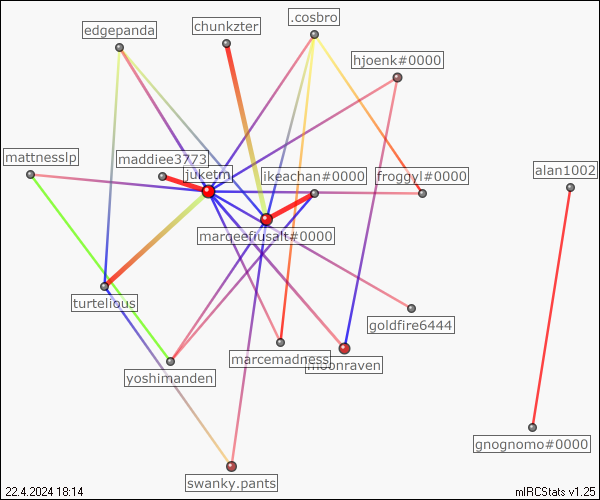 .cosbro
edgepanda
chunkzter
hjoenk#0000
mattnesslp
maddiee3773
juketm
ikeachan#0000
froggyl#0000
alan1002
marqeefiusalt#0000
turtelious
goldfire6444
marcemadness
moonraven
yoshimanden
gnognomo#0000
swanky.pants
22.4.2024 18:14
mIRCStats v1.25